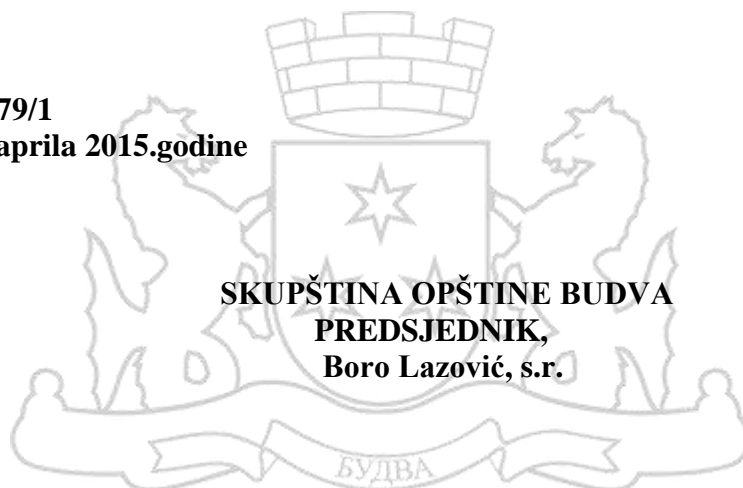 79/1
aprila 2015.godine
SKUPŠTINA OPŠTINE BUDVA
PREDSJEDNIK,
Boro Lazović, s.r.
БУДВА